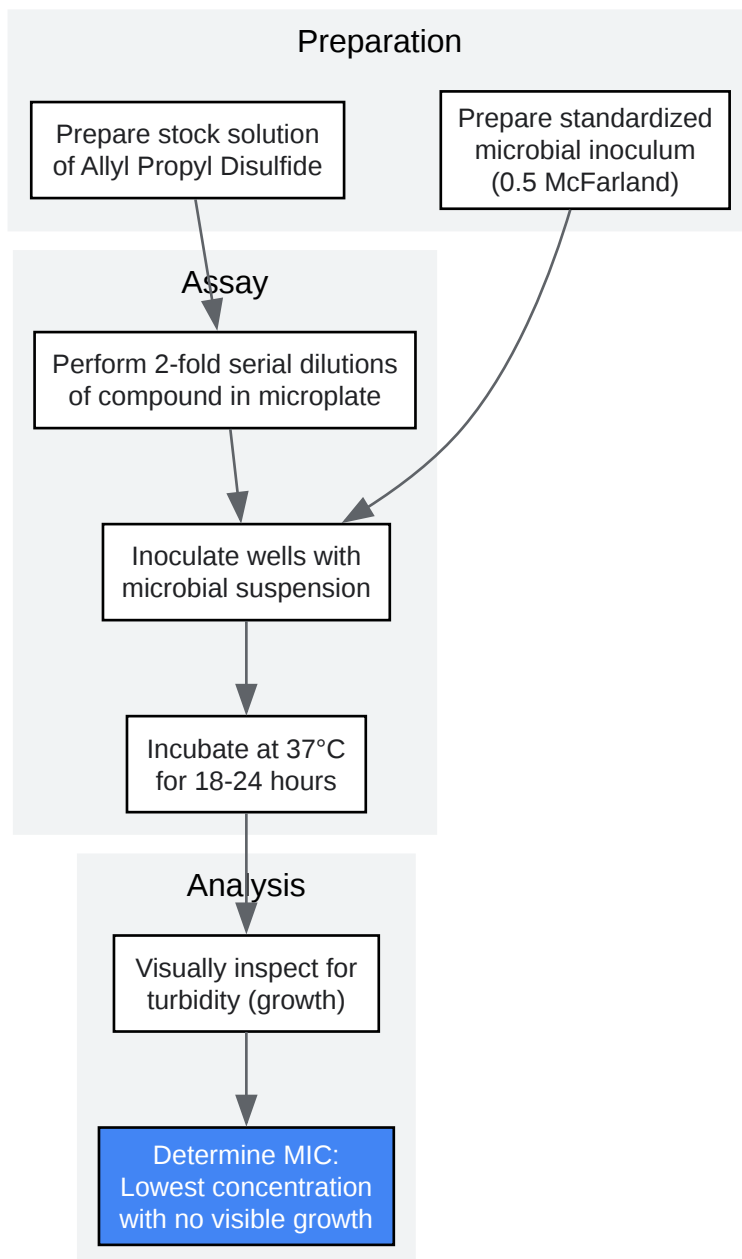 Preparation
Prepare stock solution
of Allyl Propyl Disulfide
Prepare standardized
microbial inoculum
(0.5 McFarland)
Assay
Perform 2-fold serial dilutions
of compound in microplate
Inoculate wells with
microbial suspension
Incubate at 37°C
for 18-24 hours
Analysis
Visually inspect for
turbidity (growth)
Determine MIC:
Lowest concentration
with no visible growth